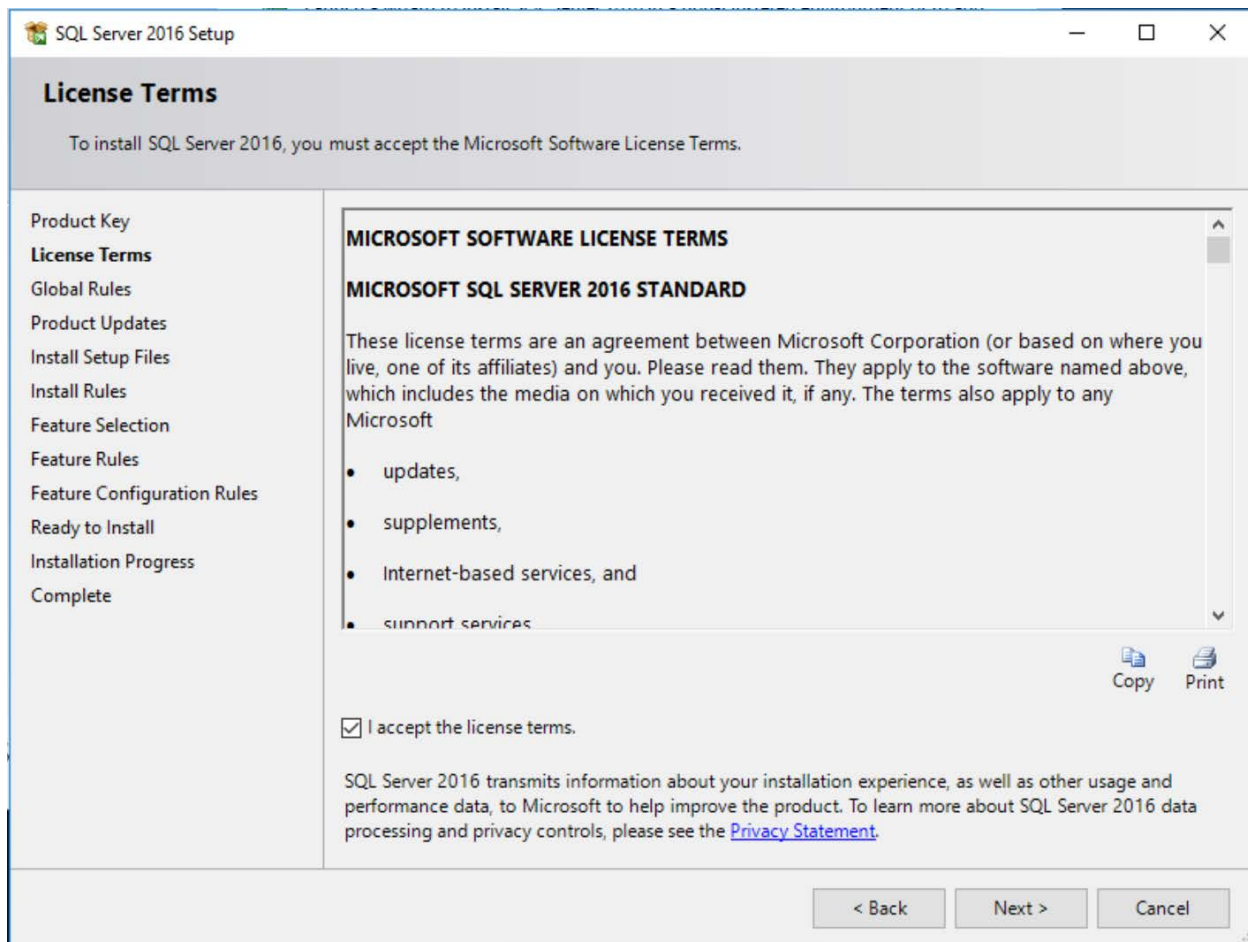 SQL Server 2016 Setup
License Terms
To install SQL Server 2016, you must accept the Microsoft Software License Terms.
Product Key
License Terms
Global Rules
Product Updates
Install Setup Files
Install Rules
Feature Selection
Feature Rules
Feature Configuration Rules
Ready to Install
Installation Progress
Complete
MICROSOFT SOFTWARE LICENSE TERMS
MICROSOFT SQL SERVER 2016 STANDARD
These license terms are an agreement between Microsoft Corporation (or based on where you
live, one of its affiliates) and you. Please read them. They apply to the software named above,
which includes the media on which you received it, if any. The terms also apply to any
Microsoft
• updates,
• supplements,
• Internet-based services, and
• support services
Copy
Print
I accept the license terms.
SQL Server 2016 transmits information about your installation experience, as well as other usage and
performance data, to Microsoft to help improve the product. To learn more about SQL Server 2016 data
processing and privacy controls, please see the Privacy Statement.
< Back
Next >
Cancel